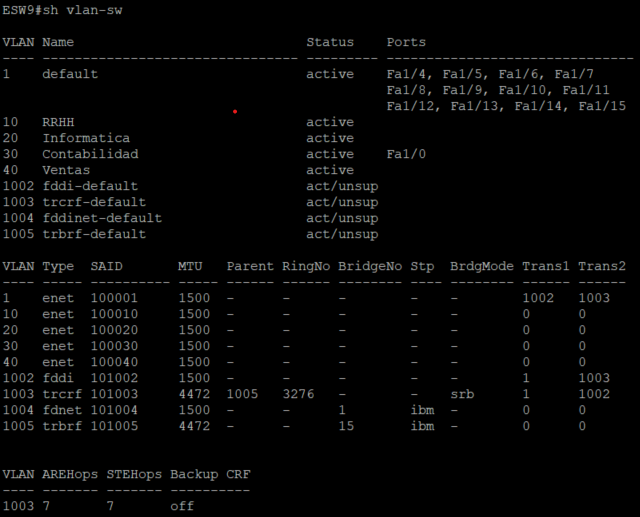 ESW9#sh vlan-sw
VLAN Name                             Status    Ports
---- -------------------------------- --------- -------------------------------
1    default                          active    Fa1/4, Fa1/5, Fa1/6, Fa1/7
                                                Fa1/8, Fa1/9, Fa1/10, Fa1/11
                                                Fa1/12, Fa1/13, Fa1/14, Fa1/15
10   RRHH                             active
20   Informatica                      active
30   Contabilidad                     active    Fa1/0
40   Ventas                           active
1002 fddi-default                     act/unsup
1003 trcrf-default                    act/unsup
1004 fddinet-default                  act/unsup
1005 trbrf-default                    act/unsup
VLAN Type  SAID       MTU   Parent RingNo BridgeNo Stp  BrdgMode Trans1 Trans2
---- ----- ---------- ----- ------ ------ -------- ---- -------- ------ ------
1    enet  100001     1500  -      -      -        -    -        1002   1003
10   enet  100010     1500  -      -      -        -    -        0      0
20   enet  100020     1500  -      -      -        -    -        0      0
30   enet  100030     1500  -      -      -        -    -        0      0
40   enet  100040     1500  -      -      -        -    -        0      0
1002 fddi  101002     1500  -      -      -        -    -        1      1003
1003 trcrf 101003     4472  1005   3276   -        -    srb      1      1002
1004 fdnet 101004     1500  -      -      1        ibm  -        0      0
1005 trbrf 101005     4472  -      -      15       ibm  -        0      0
VLAN AREHops STEHops Backup CRF
---- ------- ------- ----------
1003 7       7       off